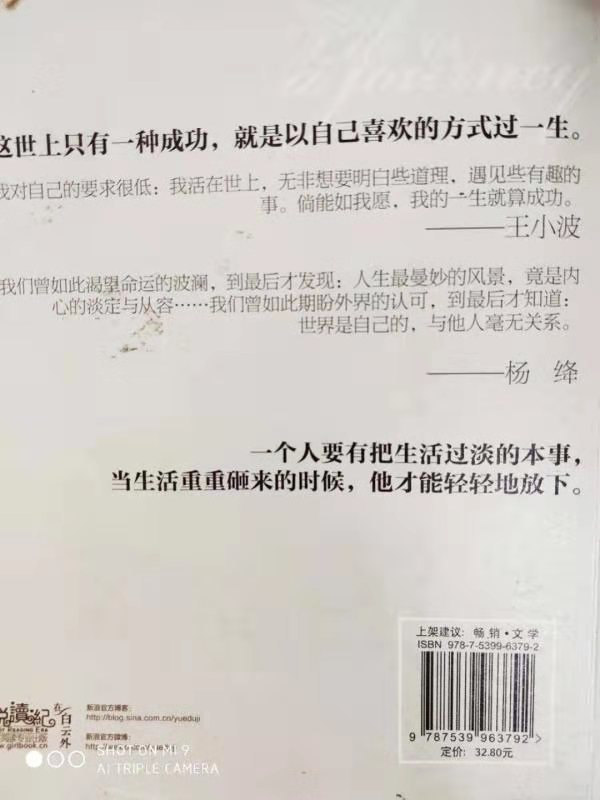 这世上只有一种成功，就是以自己喜欢的方式过一生。
我对自己的要求很低：我活在世上，无非想要明白些道理，遇见些有趣的
事。倘能如我愿，我的一生就算成功。
———王小波
我们曾如此渴望命运的波澜，到最后才发现：人生最曼妙的风景，竟是内
心的淡定与从容……我们曾如此期盼外界的认可，到最后才知道：
世界是自己的，与他人毫无关系。
———杨 绛
一个人要有把生活过淡的本事，
当生活重重砸来的时候，他才能轻轻地放下。
上架建议：畅销·文学
ISBN 978-7-5399-6379-2
9 787539 963792 >
定价：32.80元
悦讀纪
READING ERA
在白云外
www.girlbook.cn
新浪官方博客：
http://blog.sina.com.cn/yueduji
新浪官方微博：
SHOT ON MI 9
AI TRIPLE CAMERA